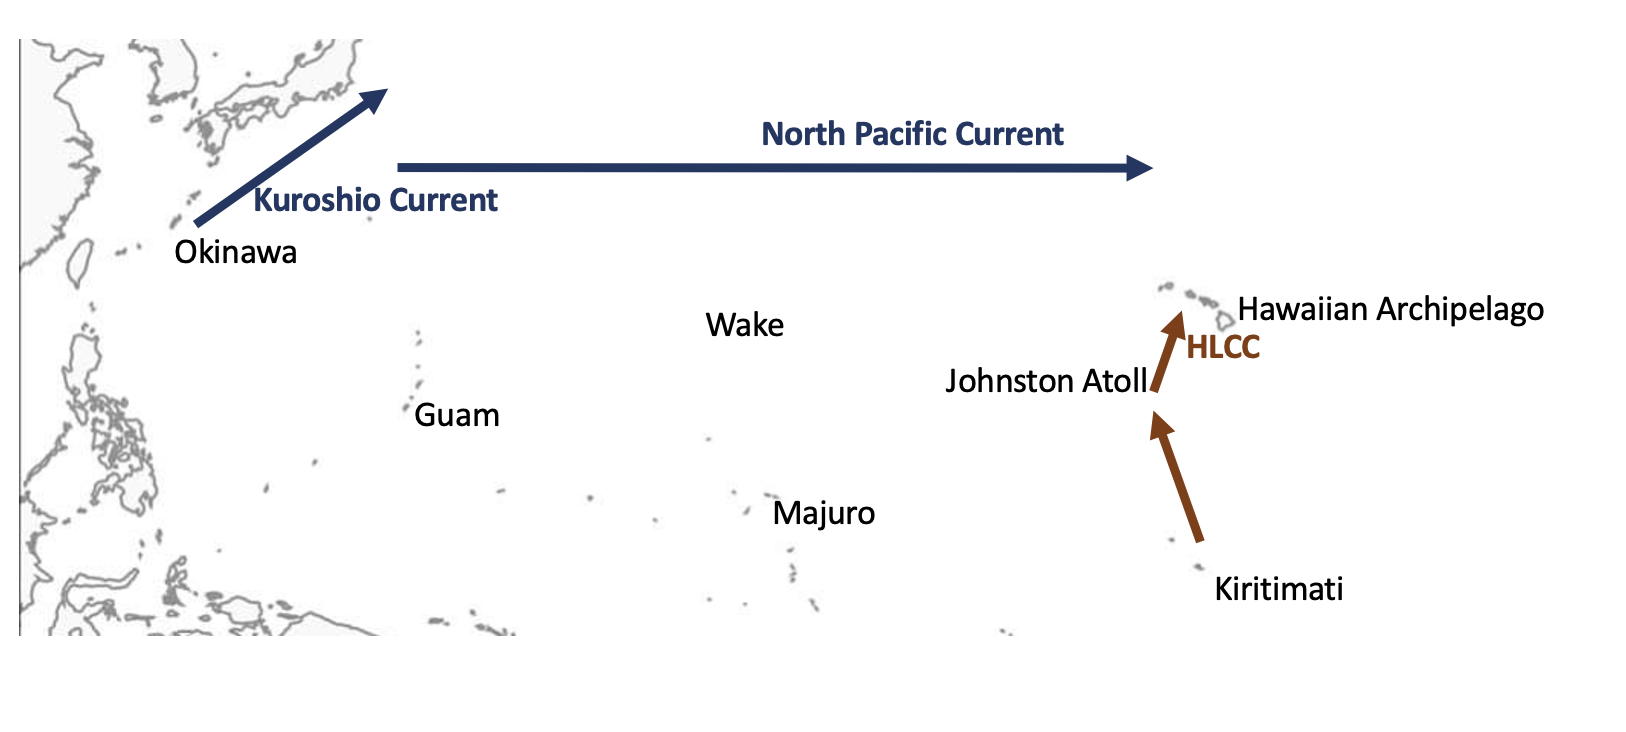 North Pacific Current
Kuroshio Current
Okinawa
Hawaiian Archipelago
Wake
HLCC
Johnston Atoll
Guam
Majuro
Kiritimati